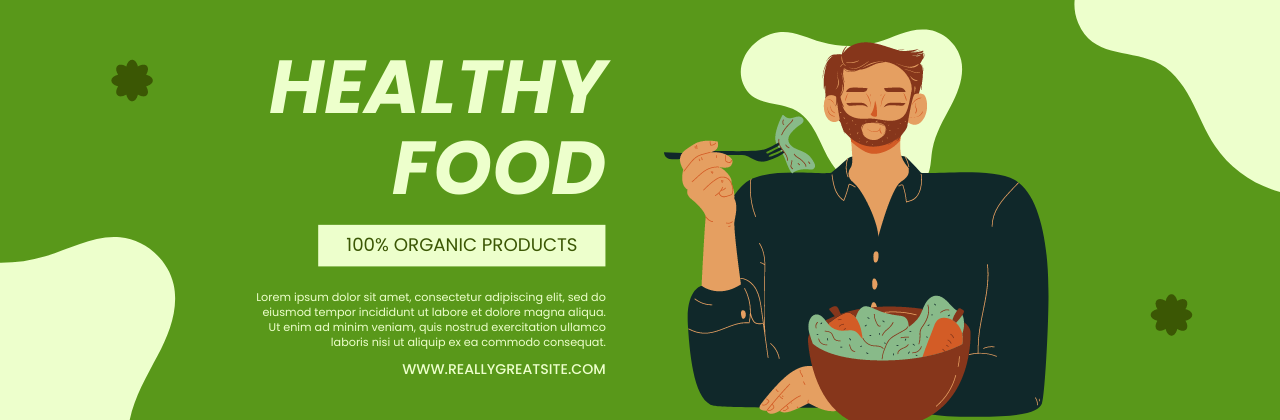 HEALTHY
FOOD
100% ORGANIC PRODUCTS
Lorem ipsum dolor sit amet, consectetur adipiscing elit, sed do
eiusmod tempor incididunt ut labore et dolore magna aliqua.
Ut enim ad minim veniam, quis nostrud exercitation ullamco
laboris nisi ut aliquip ex ea commodo consequat.
WWW.REALLYGREATSITE.COM